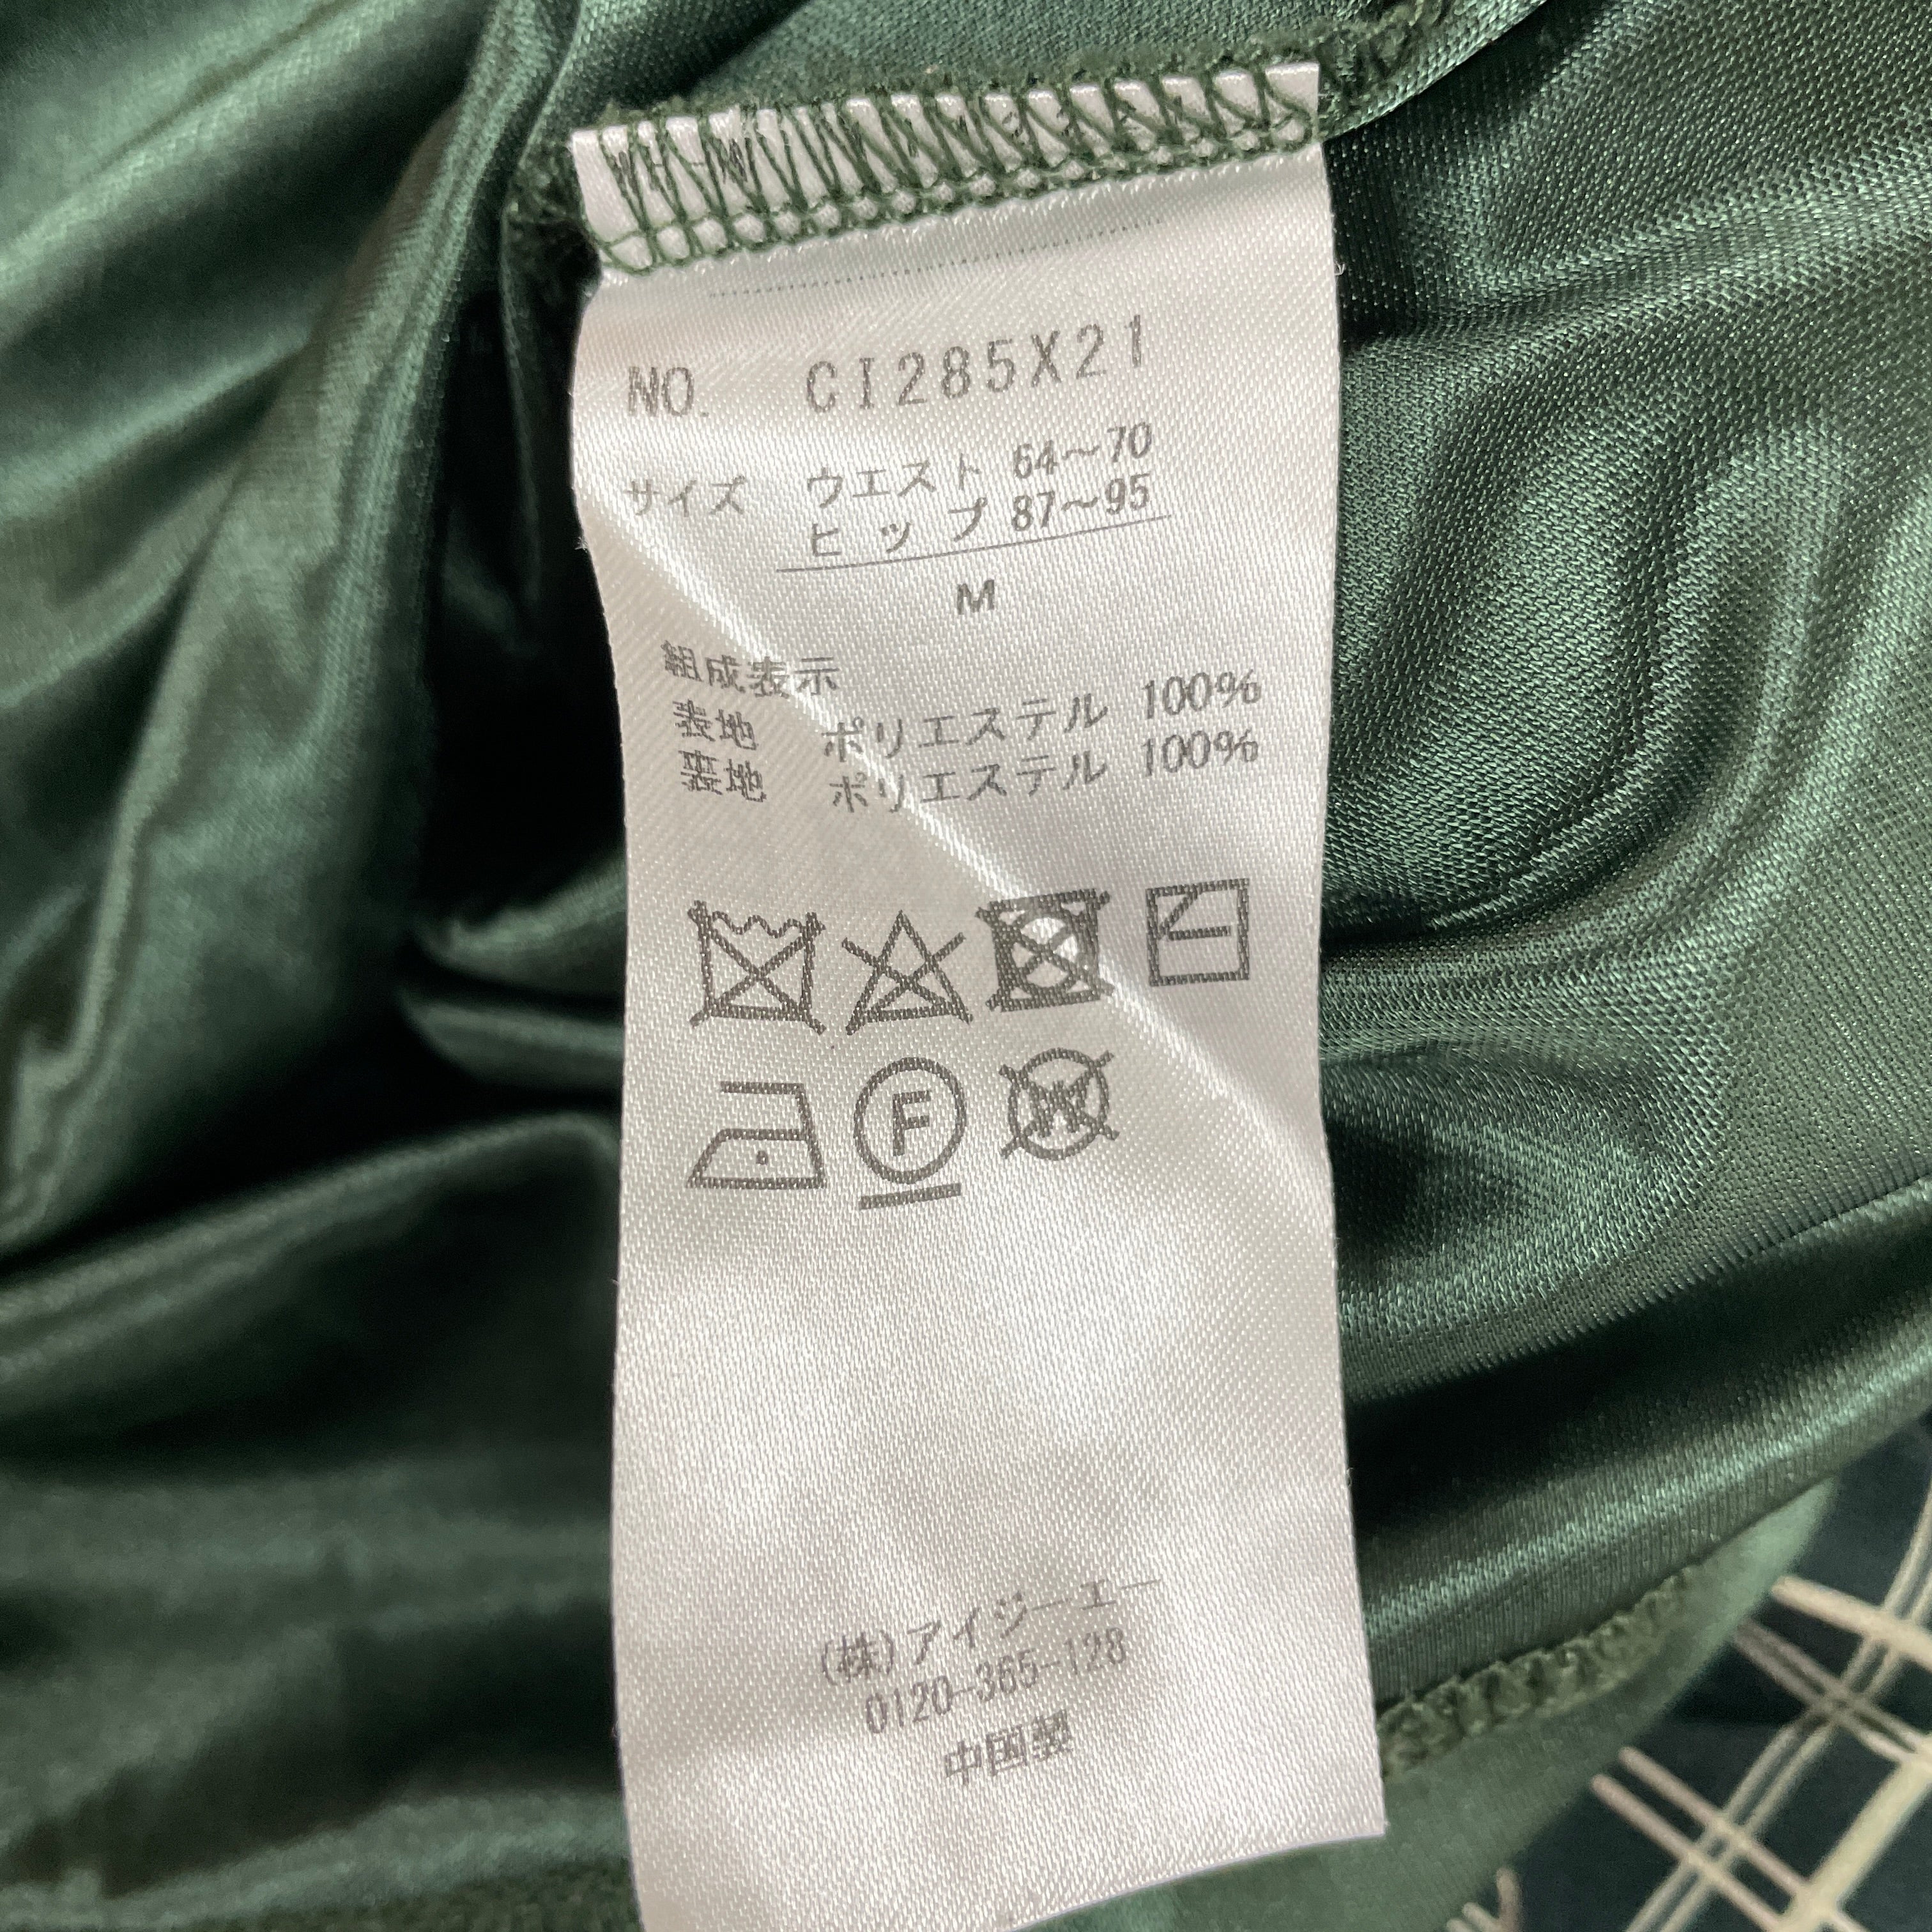 NO. CI285X21
サイズ ウエスト 64～70
ヒップ 87～95
M
組成表示
表地 ポリエステル 100%
裏地 ポリエステル 100%
F
W
(株)アイジーエー
0120-365-128
中国製